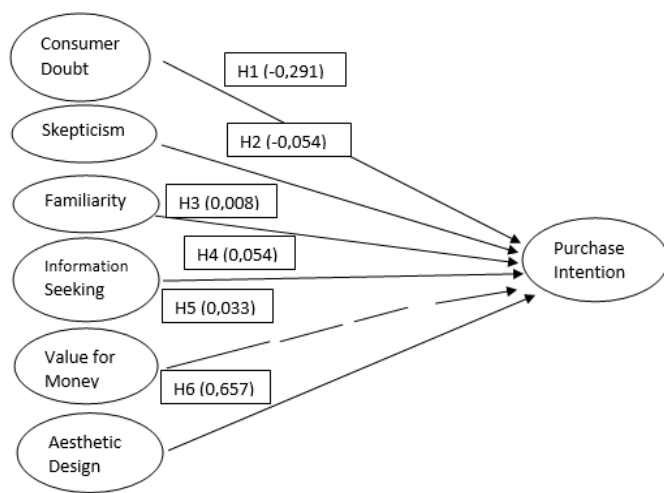 Consumer
Doubt
H1 (-0,291)
Skepticism
H2 (-0,054)
Familiarity
H3 (0,008)
H4 (0,054)
Information
Seeking
Purchase
Intention
H5 (0,033)
Value for
Money
H6 (0,657)
Aesthetic
Design